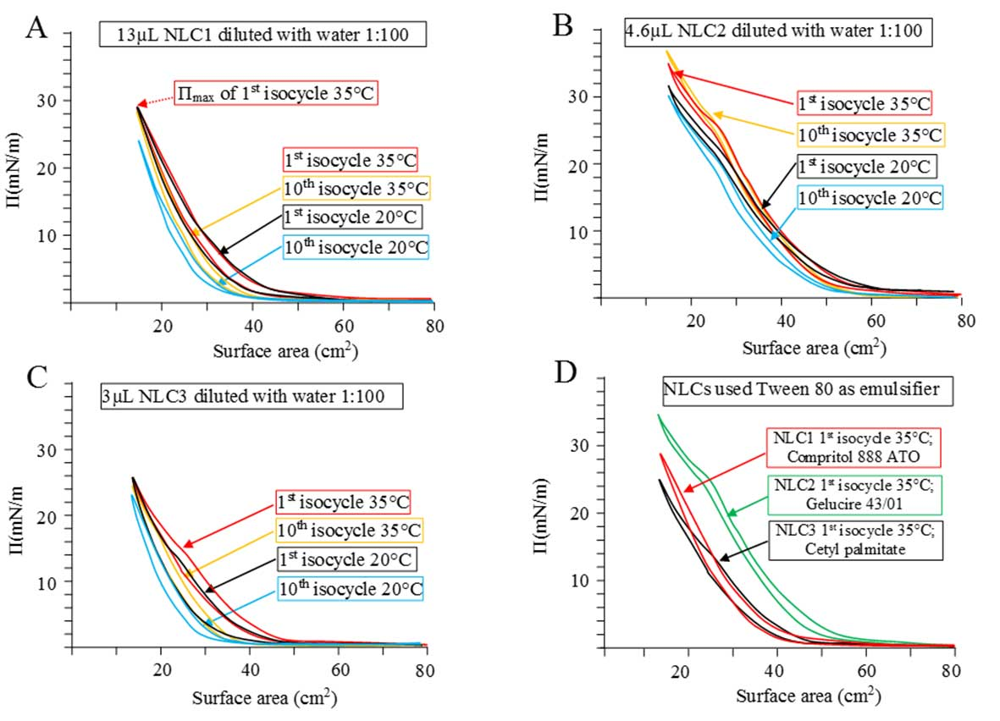 A
13µL NLC1 diluted with water 1:100
Πmax of 1st isocycle 35°C
1st isocycle 35°C
10th isocycle 35°C
1st isocycle 20°C
10th isocycle 20°C
Π(mN/m)
30
20
10
20 40 60 80
Surface area (cm2)
B
4.6µL NLC2 diluted with water 1:100
1st isocycle 35°C
10th isocycle 35°C
1st isocycle 20°C
10th isocycle 20°C
Π(mN/m)
30
20
10
20 40 60 80
Surface area (cm2)
C
3µL NLC3 diluted with water 1:100
1st isocycle 35°C
10th isocycle 35°C
1st isocycle 20°C
10th isocycle 20°C
Π(mN/m
30
20
10
20 40 60 80
Surface area (cm2)
D
NLCs used Tween 80 as emulsifier
NLC1 1st isocycle 35°C;
Compritol 888 ATO
NLC2 1st isocycle 35°C;
Gelucire 43/01
NLC3 1st isocycle 35°C;
Cetyl palmitate
Π(mN/m)
30
20
10
20 40 60 80
Surface area (cm2)